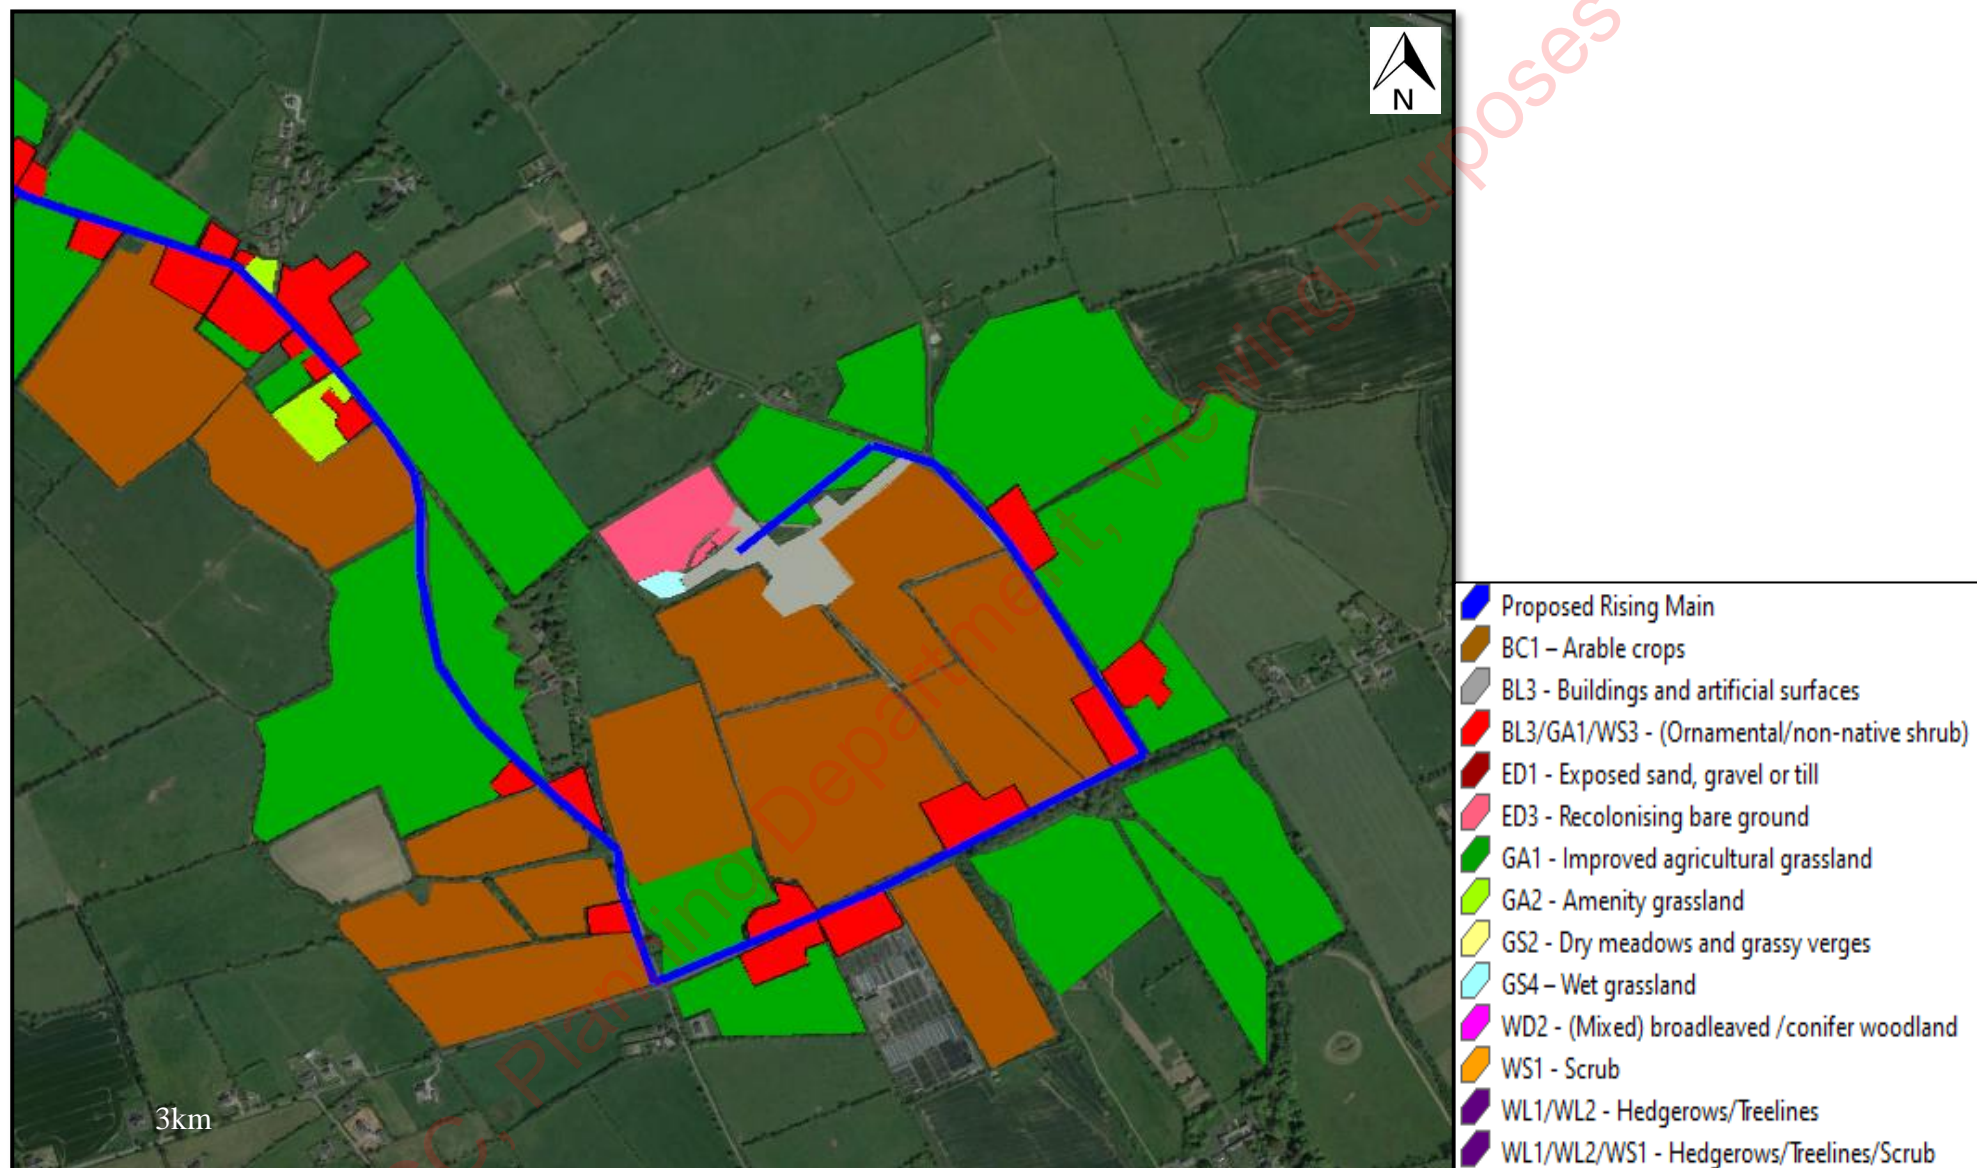 N
Proposed Rising Main
BC1 – Arable crops
BL3 - Buildings and artificial surfaces
BL3/GA1/WS3 - (Ornamental/non-native shrub)
ED1 - Exposed sand, gravel or till
ED3 - Recolonising bare ground
GA1 - Improved agricultural grassland
GA2 - Amenity grassland
GS2 - Dry meadows and grassy verges
GS4 – Wet grassland
WD2 - (Mixed) broadleaved /conifer woodland
WS1 - Scrub
WL1/WL2 - Hedgerows/Treelines
WL1/WL2/WS1 - Hedgerows/Treelines/Scrub
3km
C, Planning Department, Viewing Purposes